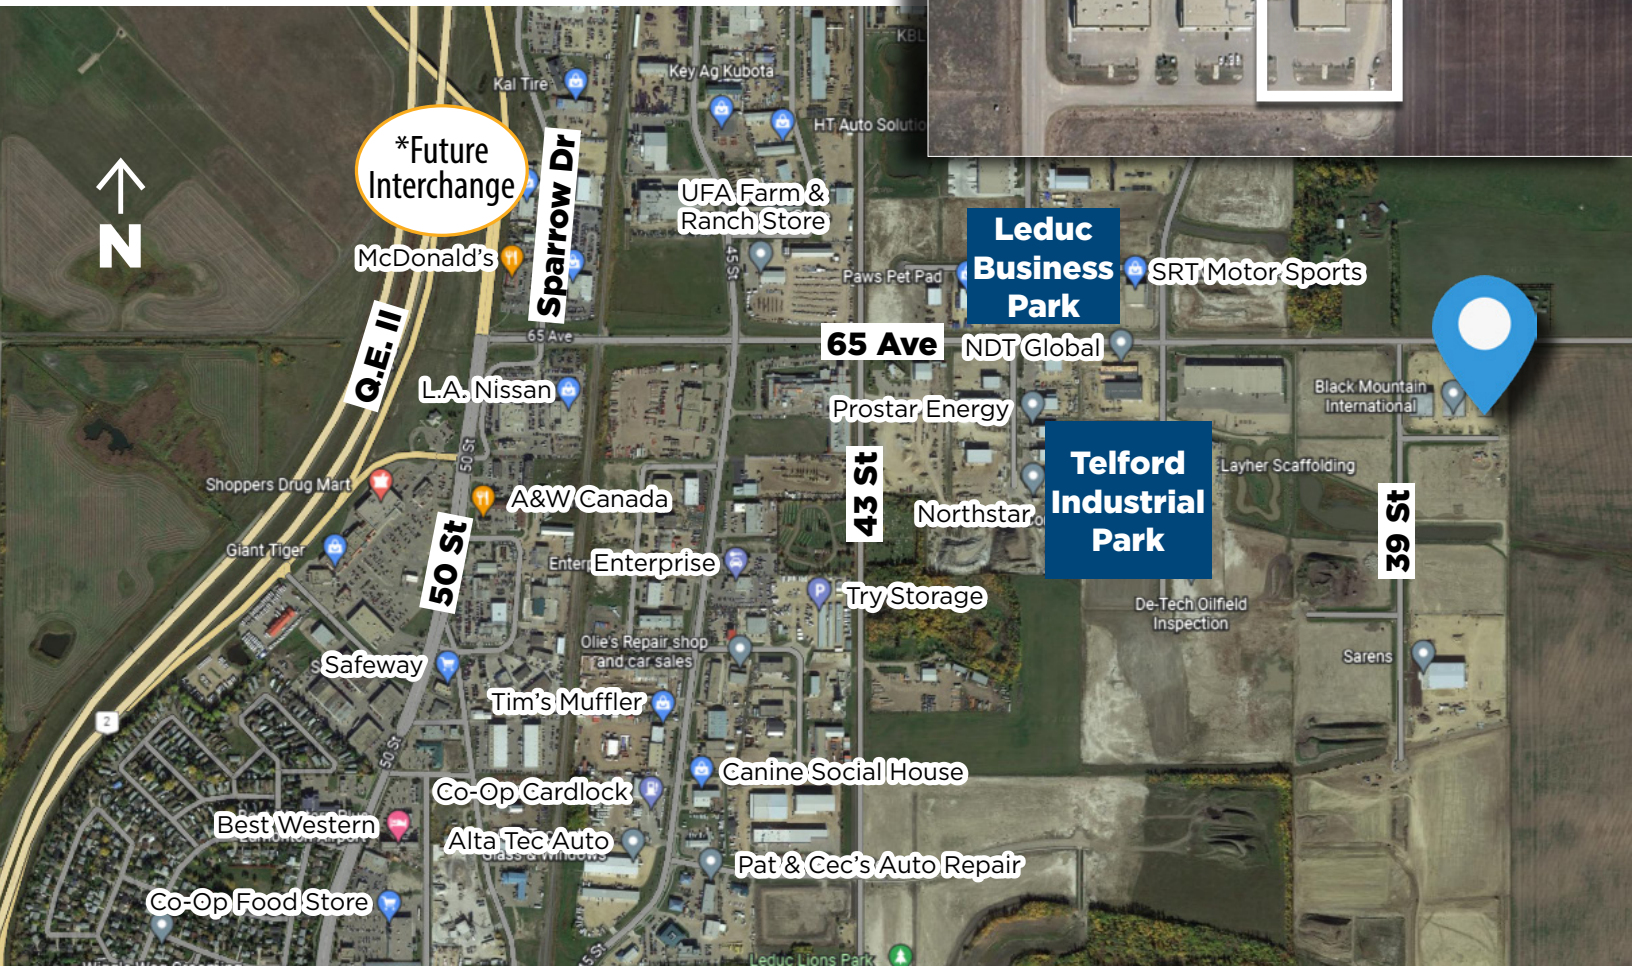 KBL
Kal Tire
Key Ag Kubota
HT Auto Solutio
*Future
Interchange
Sparrow Dr
N
UFA Farm &
Ranch Store
McDonald's
45 St
Paws Pet Pad
Leduc
Business
Park
SRT Motor Sports
Q.E. II
65 Ave
65 Ave
NDT Global
L.A. Nissan
Black Mountain
International
Prostar Energy
50 St
43 St
Telford
Industrial
Park
Layher Scaffolding
Shoppers Drug Mart
A&W Canada
Northstar
39 St
50 St
Giant Tiger
Enterprise
Try Storage
De-Tech Oilfield
Inspection
Olie's Repair shop
and car sales
Sarens
Safeway
Tim's Muffler
2
50 St
Canine Social House
Co-Op Cardlock
Best Western
Alta Tec Auto
Glass & Windows
Pat & Cec's Auto Repair
Co-Op Food Store
P
45 St
Leduc Lions Park